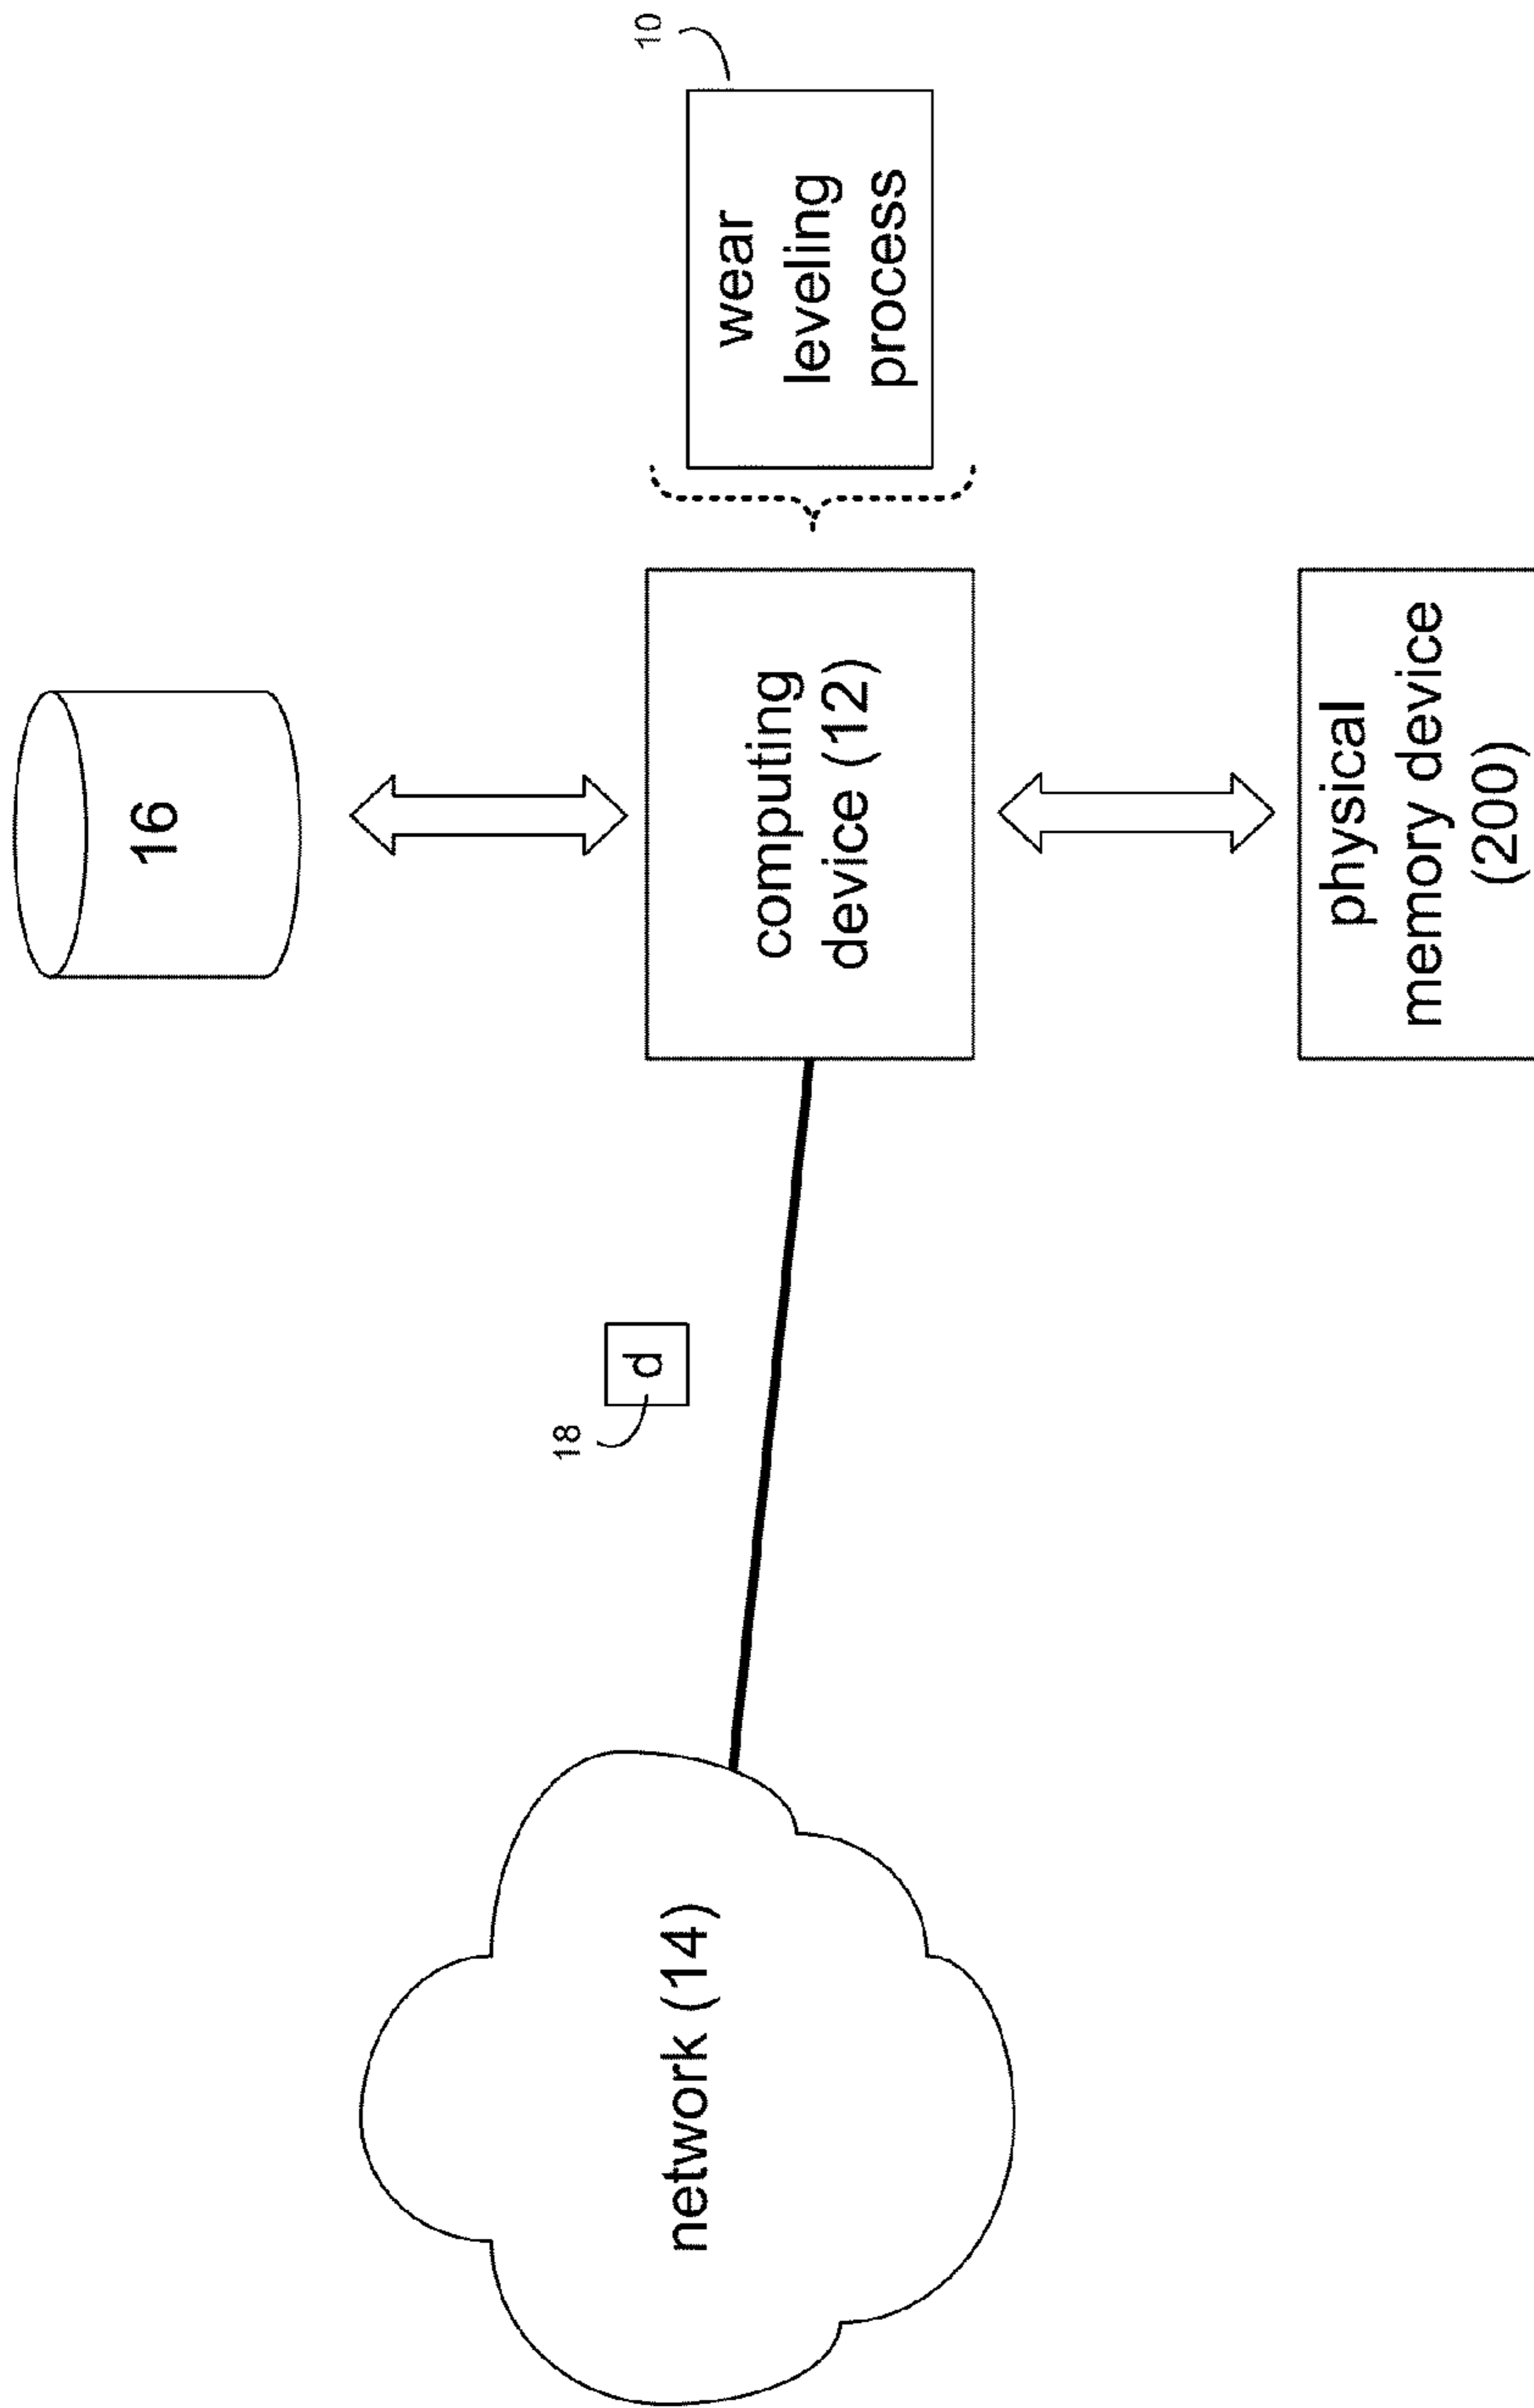 16
network (14)
18
d
computing
device (12)
10
wear
leveling
process
physical
memory device
(200)